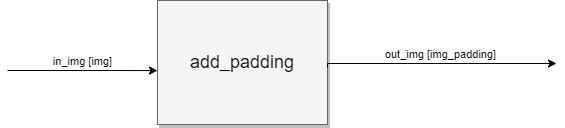 in_img [img]
add_padding
out_img [img_padding]